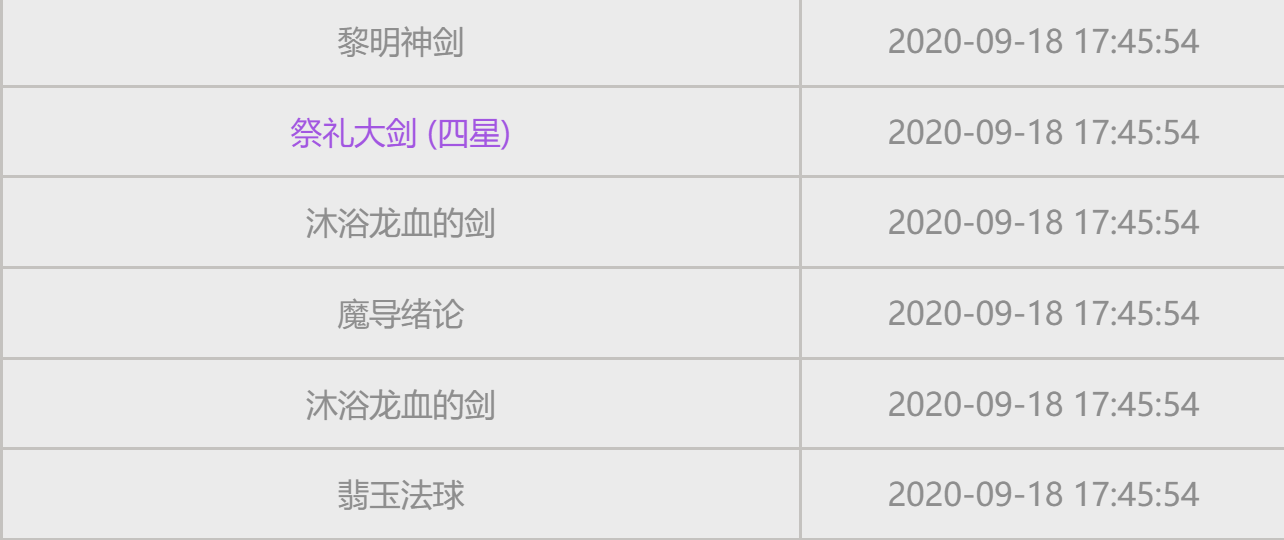 黎明神剑 2020-09-18 17:45:54
祭礼大剑 (四星) 2020-09-18 17:45:54
沐浴龙血的剑 2020-09-18 17:45:54
魔导绪论 2020-09-18 17:45:54
沐浴龙血的剑 2020-09-18 17:45:54
翡玉法球 2020-09-18 17:45:54